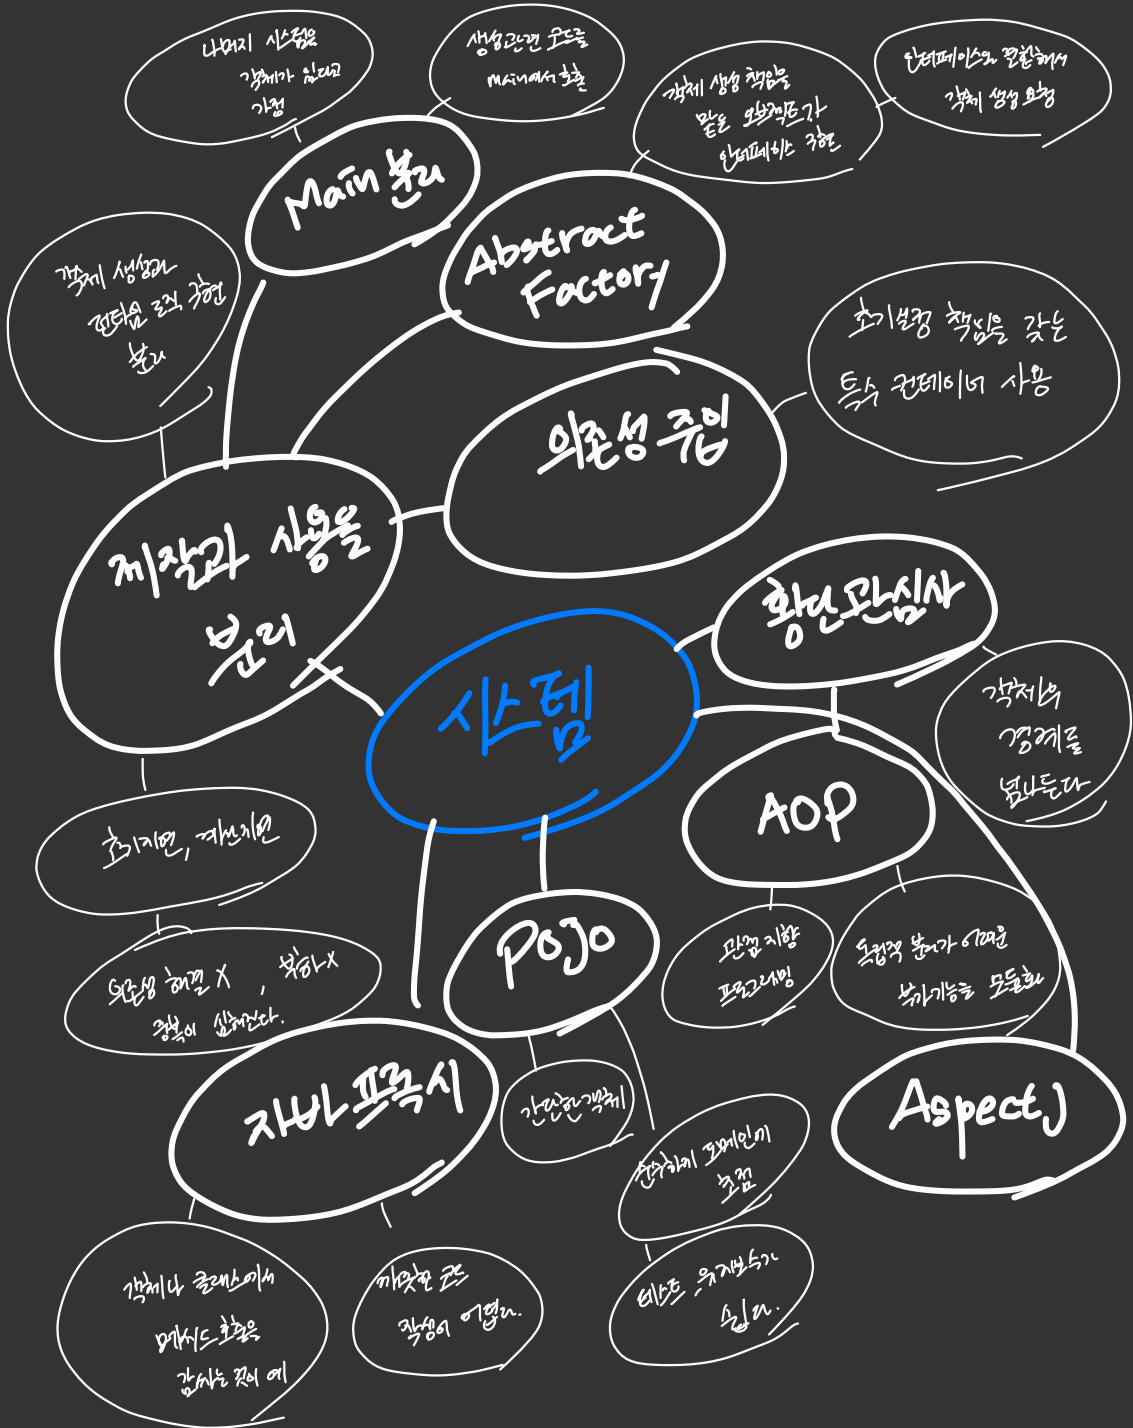 나머지 시스템은
객체가 있다고
가정
생성관련 코드를
main에서 호출
객체 생성 책임을
맡는 오브젝트가
인터페이스 구현
인터페이스와 결합해서
객체 생성 요청
Main 분리
Abstract
Factory
객체 생성과
런타임 로직 구현
분리
초기설정 책임을 갖는
특수 컨테이너 사용
의존성 주입
제작과 사용을
분리
횡단관심사
시스템
객체의
경계를
넘나든다
AOP
초기지연, 계산지연
POJO
관점지향
프로그래밍
독립적 분리가 어려운
부가기능을 모듈화
의존성 해결 X, 복하X
중복이 심해진다.
자바 프록시
간단한 객체
AspectJ
순수하게 도메인에
초점
객체나 클래스에서
메서드 호출을
감싸는 것이 예
깨끗한 코드
작성이 어렵다.
테스트, 유지보수가
쉽다.